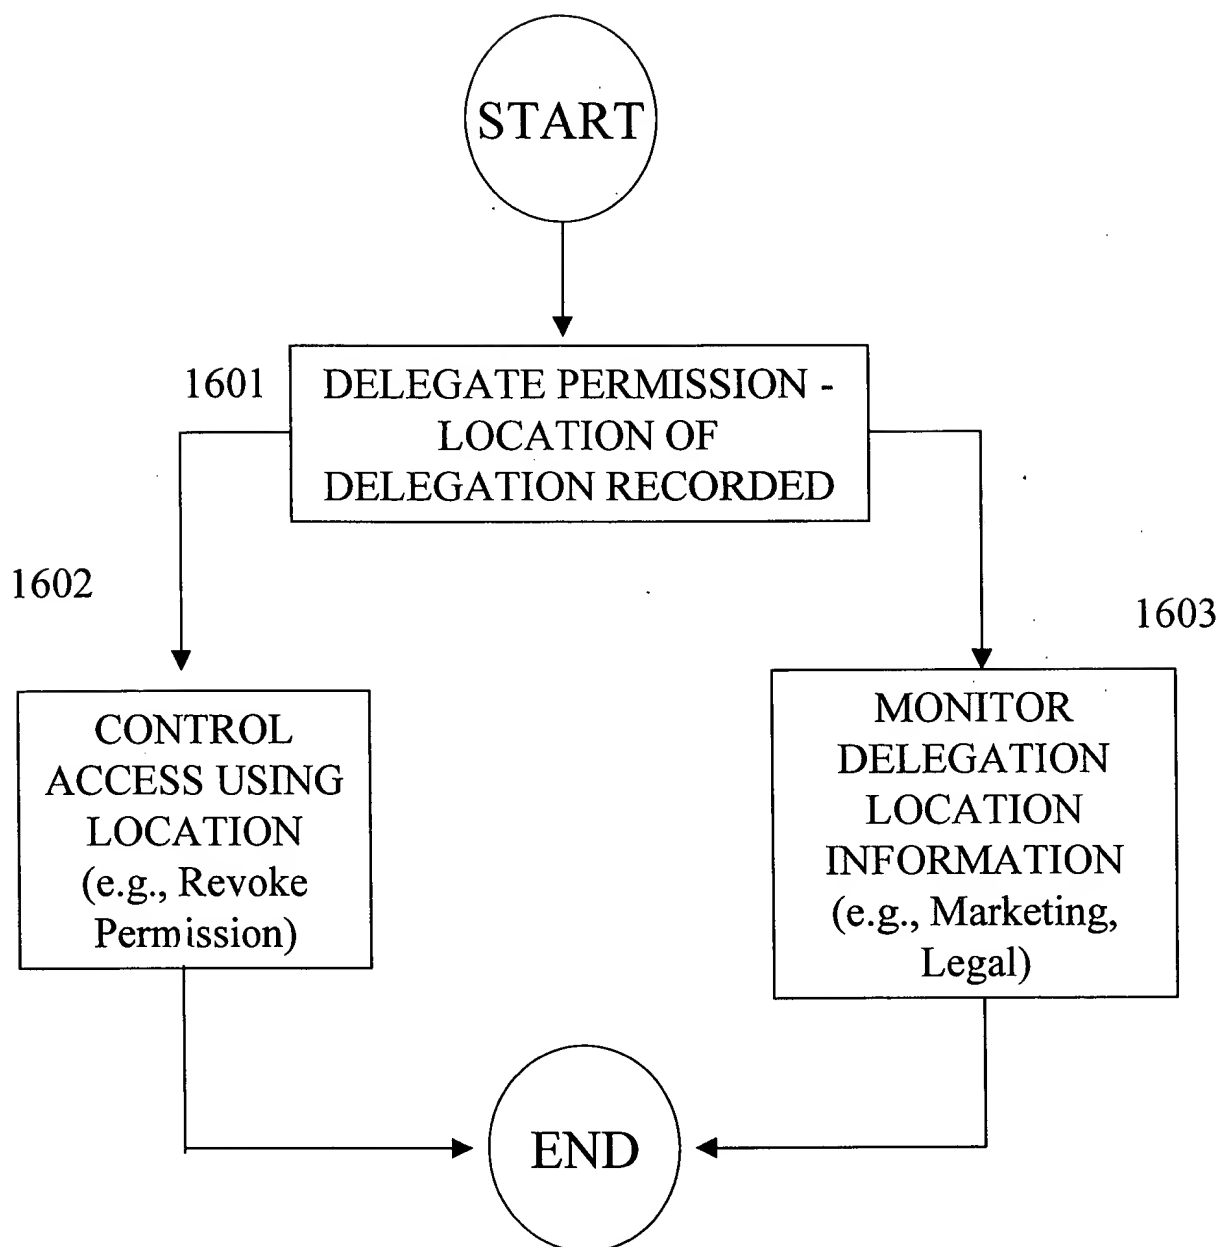 START
1601
DELEGATE PERMISSION -
LOCATION OF
DELEGATION RECORDED
1602
1603
CONTROL
ACCESS USING
LOCATION
(e.g., Revoke
Permission)
MONITOR
DELEGATION
LOCATION
INFORMATION
(e.g., Marketing,
Legal)
END